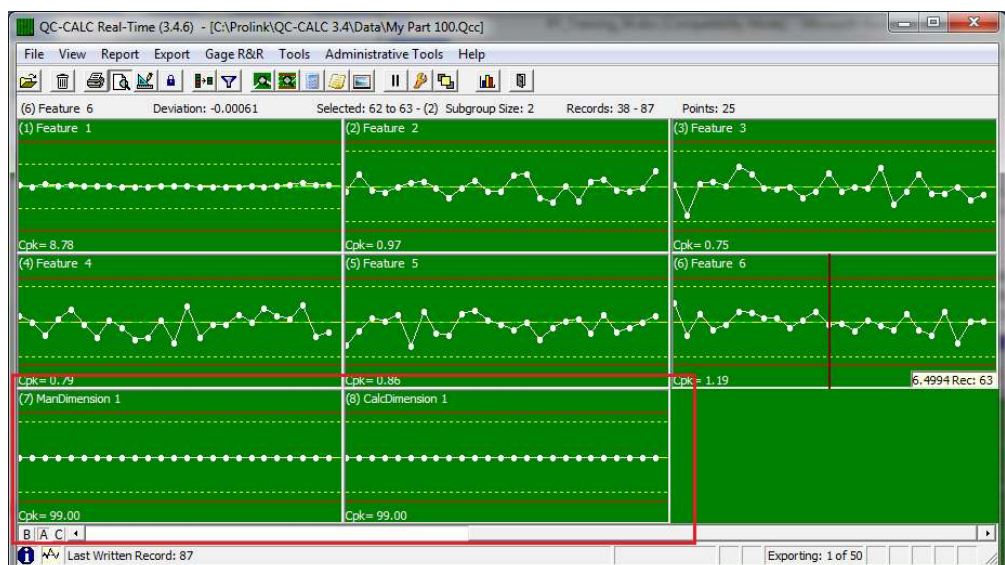 QC-CALC Real-Time (3.4.6) - [C:\Prolink\QC-CALC 3.4\Data\My Part 100.Qcc]
File View Report Export Gage R&R Tools Administrative Tools Help
(6) Feature 6 Deviation: -0.00061 Selected: 62 to 63 - (2) Subgroup Size: 2 Records: 38 - 87 Points: 25
(1) Feature 1 (2) Feature 2 (3) Feature 3
Cpk= 8.78 Cpk= 0.97 Cpk= 0.75
(4) Feature 4 (5) Feature 5 (6) Feature 6
Cpk= 0.79 Cpk= 0.86 Cpk= 1.19 6.4994 Rec: 63
(7) ManDimension 1 (8) CalcDimension 1
Cpk= 99.00 Cpk= 99.00
B A C
Last Written Record: 87 Exporting: 1 of 50